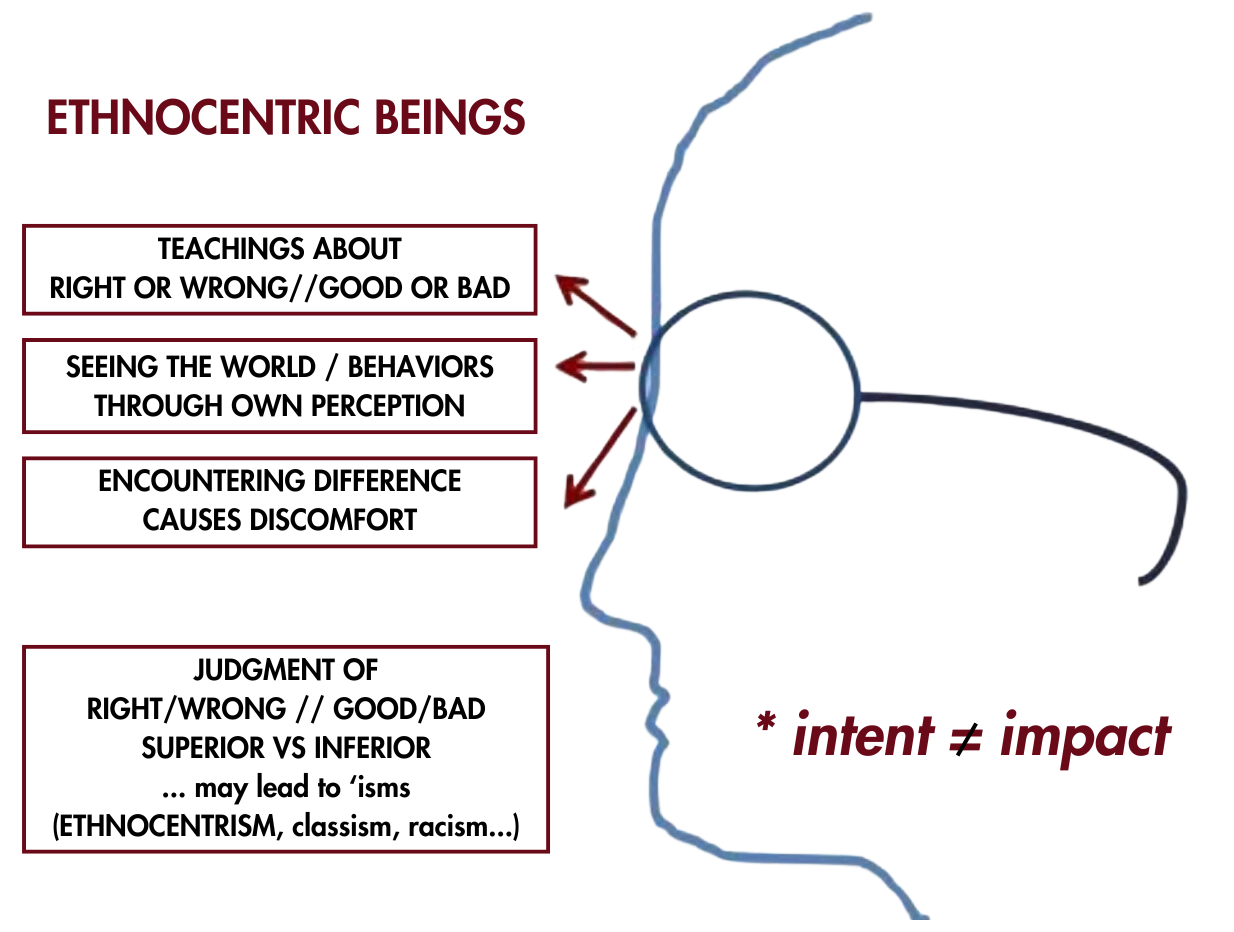 ETHNOCENTRIC BEINGS
TEACHINGS ABOUT
RIGHT OR WRONG//GOOD OR BAD
SEEING THE WORLD / BEHAVIORS
THROUGH OWN PERCEPTION
ENCOUNTERING DIFFERENCE
CAUSES DISCOMFORT
JUDGMENT OF
RIGHT/WRONG // GOOD/BAD
SUPERIOR VS INFERIOR
... may lead to ‘isms
(ETHNOCENTRISM, classism, racism...)
* intent ≠ impact